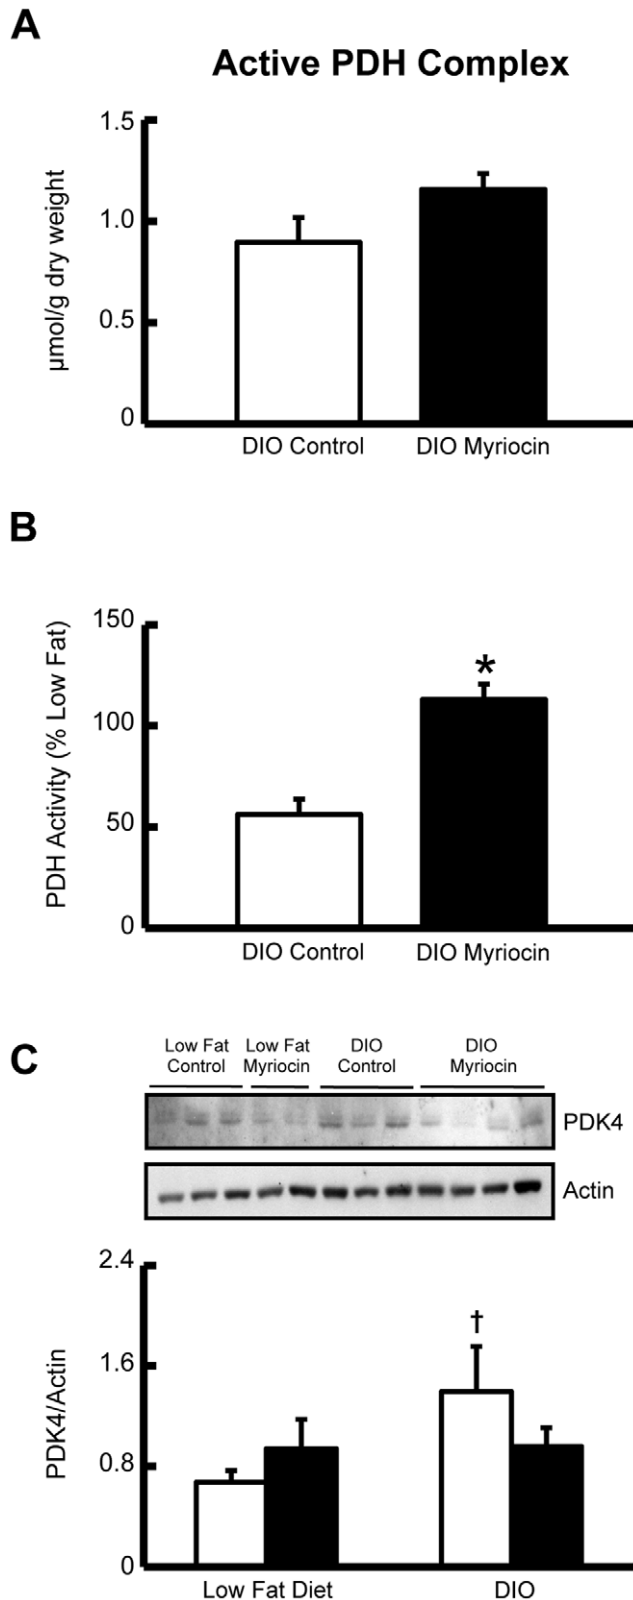 A
Active PDH Complex
µmol/g dry weight
1.5
1.0
0.5
0
DIO Control DIO Myriocin
B
PDH Activity (% Low Fat)
150
100
50
0
*
DIO Control DIO Myriocin
C
Low Fat Low Fat DIO DIO
Control Myriocin Control Myriocin
PDK4
Actin
PDK4/Actin
2.4
1.6
0.8
0
†
Low Fat Diet DIO